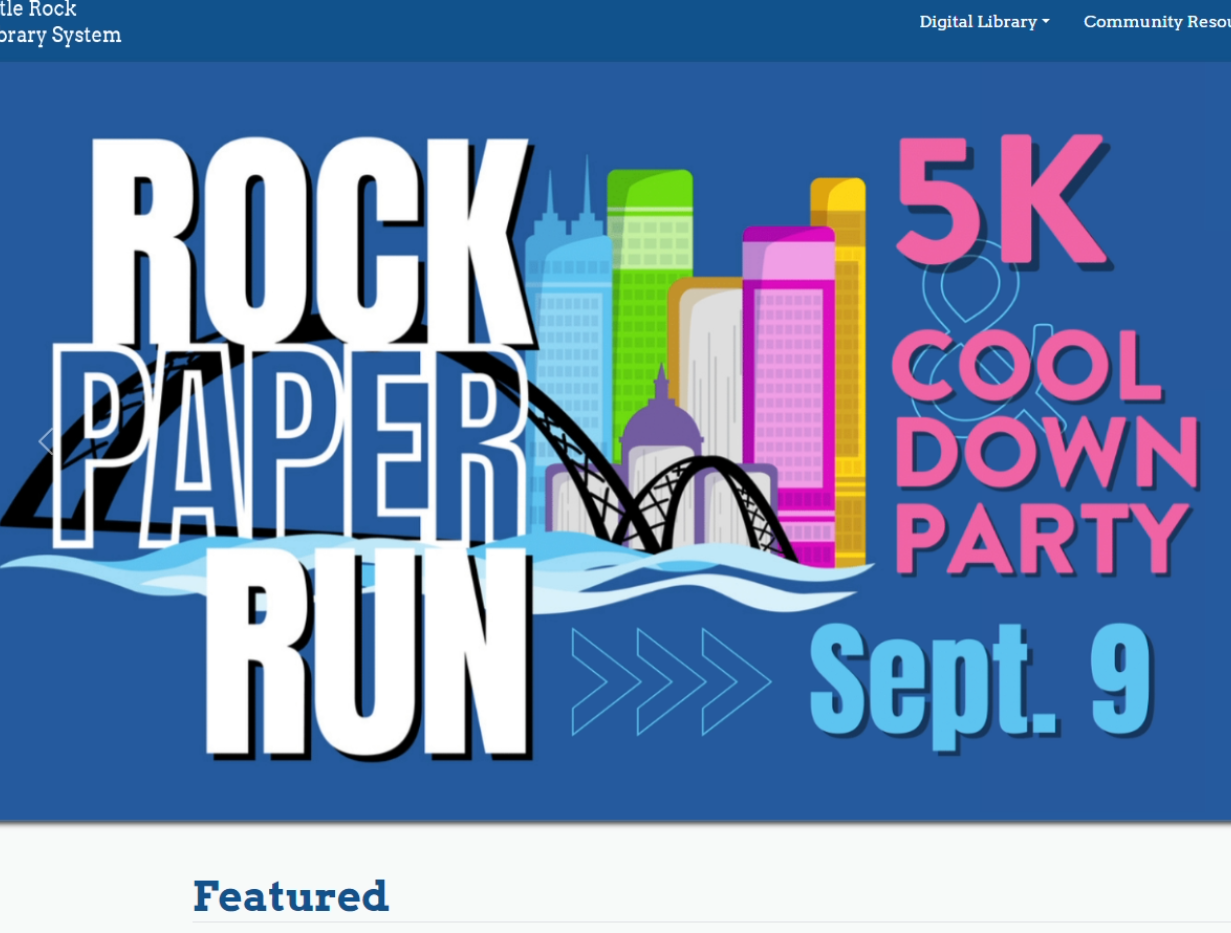 tle Rock
brary System
Digital Library
Community Resou
ROCK
PAPER
RUN
5K
&
COOL
DOWN
PARTY
Sept. 9
Featured